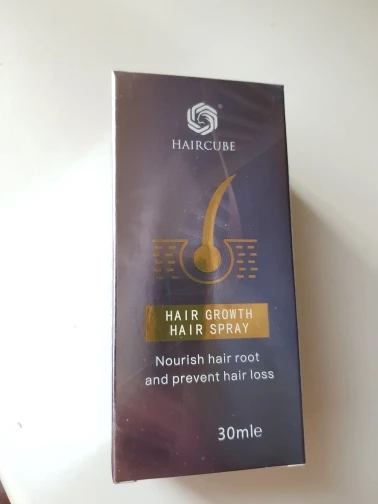 ®
HAIRCUBE
HAIR GROWTH
HAIR SPRAY
Nourish hair root
and prevent hair loss
30mle